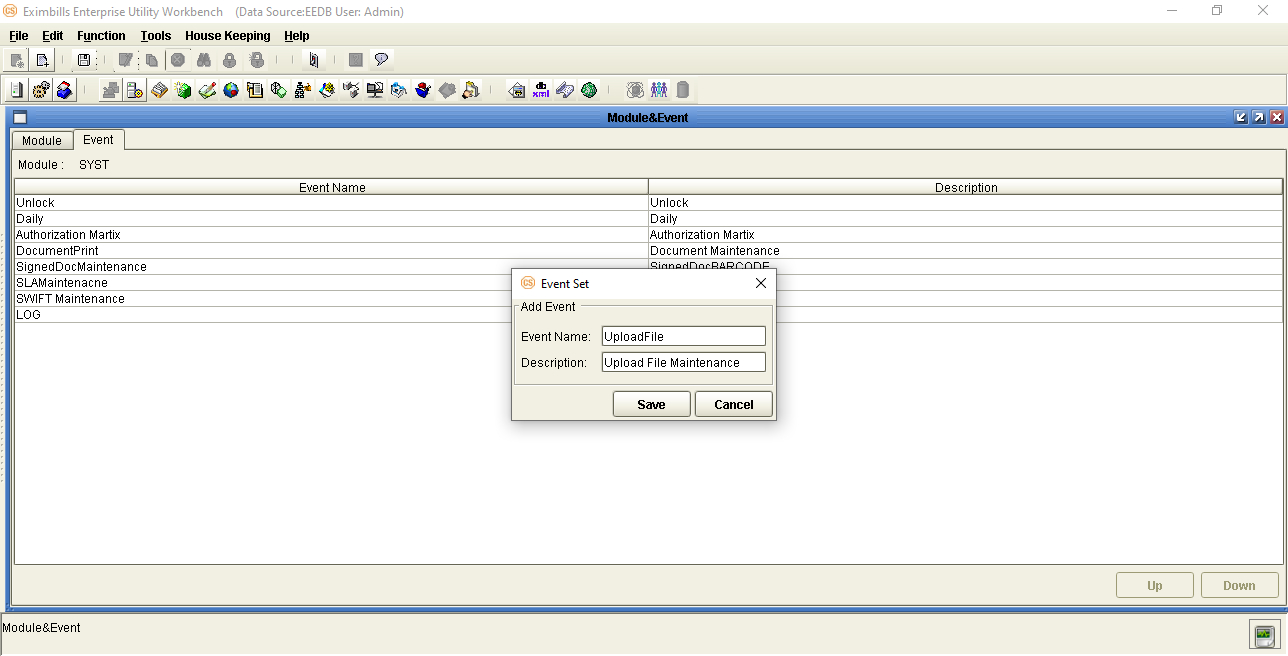 Eximbills Enterprise Utility Workbench (Data Source:EEDB User: Admin)
File Edit Function Tools House Keeping Help
Module&Event
Module Event
Module : SYST
Event Name Description
Unlock Unlock
Daily Daily
Authorization Martix Authorization Martix
DocumentPrint Document Maintenance
SignedDocMaintenance SignedDocBARCODE
SLAMaintenacne
SWIFT Maintenance
LOG
CS Event Set
Add Event
Event Name: UploadFile
Description: Upload File Maintenance
Save Cancel
Up Down
Module&Event